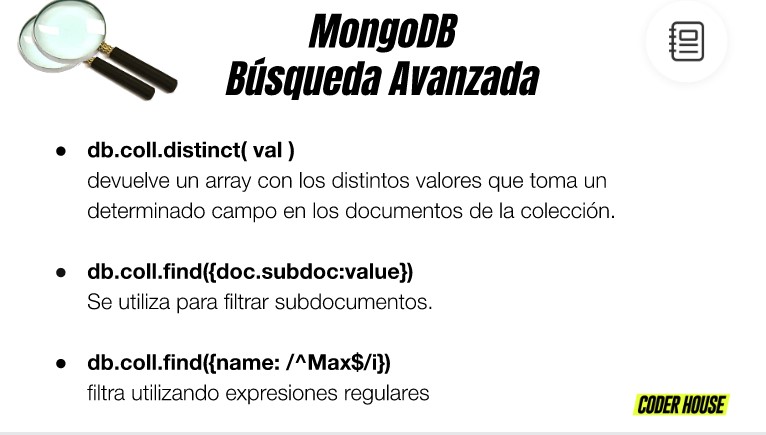 MongoDB
Búsqueda Avanzada
● db.coll.distinct( val )
devuelve un array con los distintos valores que toma un
determinado campo en los documentos de la colección.
● db.coll.find({doc.subdoc:value})
Se utiliza para filtrar subdocumentos.
● db.coll.find({name: /^Max$/i})
filtra utilizando expresiones regulares
CODER HOUSE